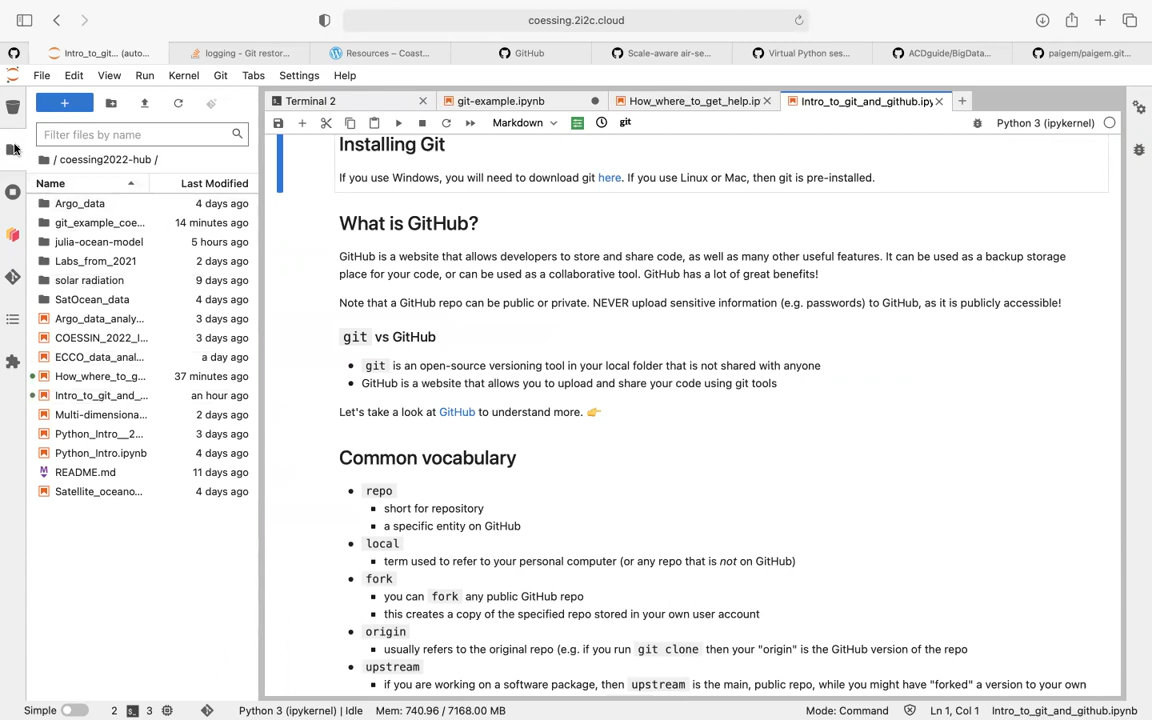 coessing.2i2c.cloud
Intro_to_git... (auto...
logging - Git restor...
Resources – Coast...
GitHub
Scale-aware air-se...
Virtual Python ses...
ACDguide/BigData...
paigem/paigem.git...
File Edit View Run Kernel Git Tabs Settings Help
Terminal 2
git-example.ipynb
How_where_to_get_help.ip
Intro_to_git_and_github.ipy
Filter files by name
Markdown
git
Python 3 (ipykernel)
/ coessing2022-hub /
Name Last Modified
Argo_data 4 days ago
git_example_coe... 14 minutes ago
julia-ocean-model 5 hours ago
Labs_from_2021 2 days ago
solar radiation 9 days ago
SatOcean_data 4 days ago
Argo_data_analy... 3 days ago
COESSIN_2022_I... 3 days ago
ECCO_data_anal... a day ago
How_where_to_g... 37 minutes ago
Intro_to_git_and_... an hour ago
Multi-dimensiona... 2 days ago
Python_Intro__2... 3 days ago
Python_Intro.ipynb 4 days ago
README.md 11 days ago
Satellite_oceano... 4 days ago
Installing Git
If you use Windows, you will need to download git here. If you use Linux or Mac, then git is pre-installed.
What is GitHub?
GitHub is a website that allows developers to store and share code, as well as many other useful features. It can be used as a backup storage
place for your code, or can be used as a collaborative tool. GitHub has a lot of great benefits!
Note that a GitHub repo can be public or private. NEVER upload sensitive information (e.g. passwords) to GitHub, as it is publicly accessible!
git vs GitHub
git is an open-source versioning tool in your local folder that is not shared with anyone
GitHub is a website that allows you to upload and share your code using git tools
Let's take a look at GitHub to understand more. 👉
Common vocabulary
repo
short for repository
a specific entity on GitHub
local
term used to refer to your personal computer (or any repo that is not on GitHub)
fork
you can fork any public GitHub repo
this creates a copy of the specified repo stored in your own user account
origin
usually refers to the original repo (e.g. if you run git clone then your "origin" is the GitHub version of the repo
upstream
if you are working on a software package, then upstream is the main, public repo, while you might have "forked" a version to your own
Simple 2 3 Python 3 (ipykernel) | Idle Mem: 740.96 / 7168.00 MB Mode: Command Ln 1, Col 1 Intro_to_git_and_github.ipynb